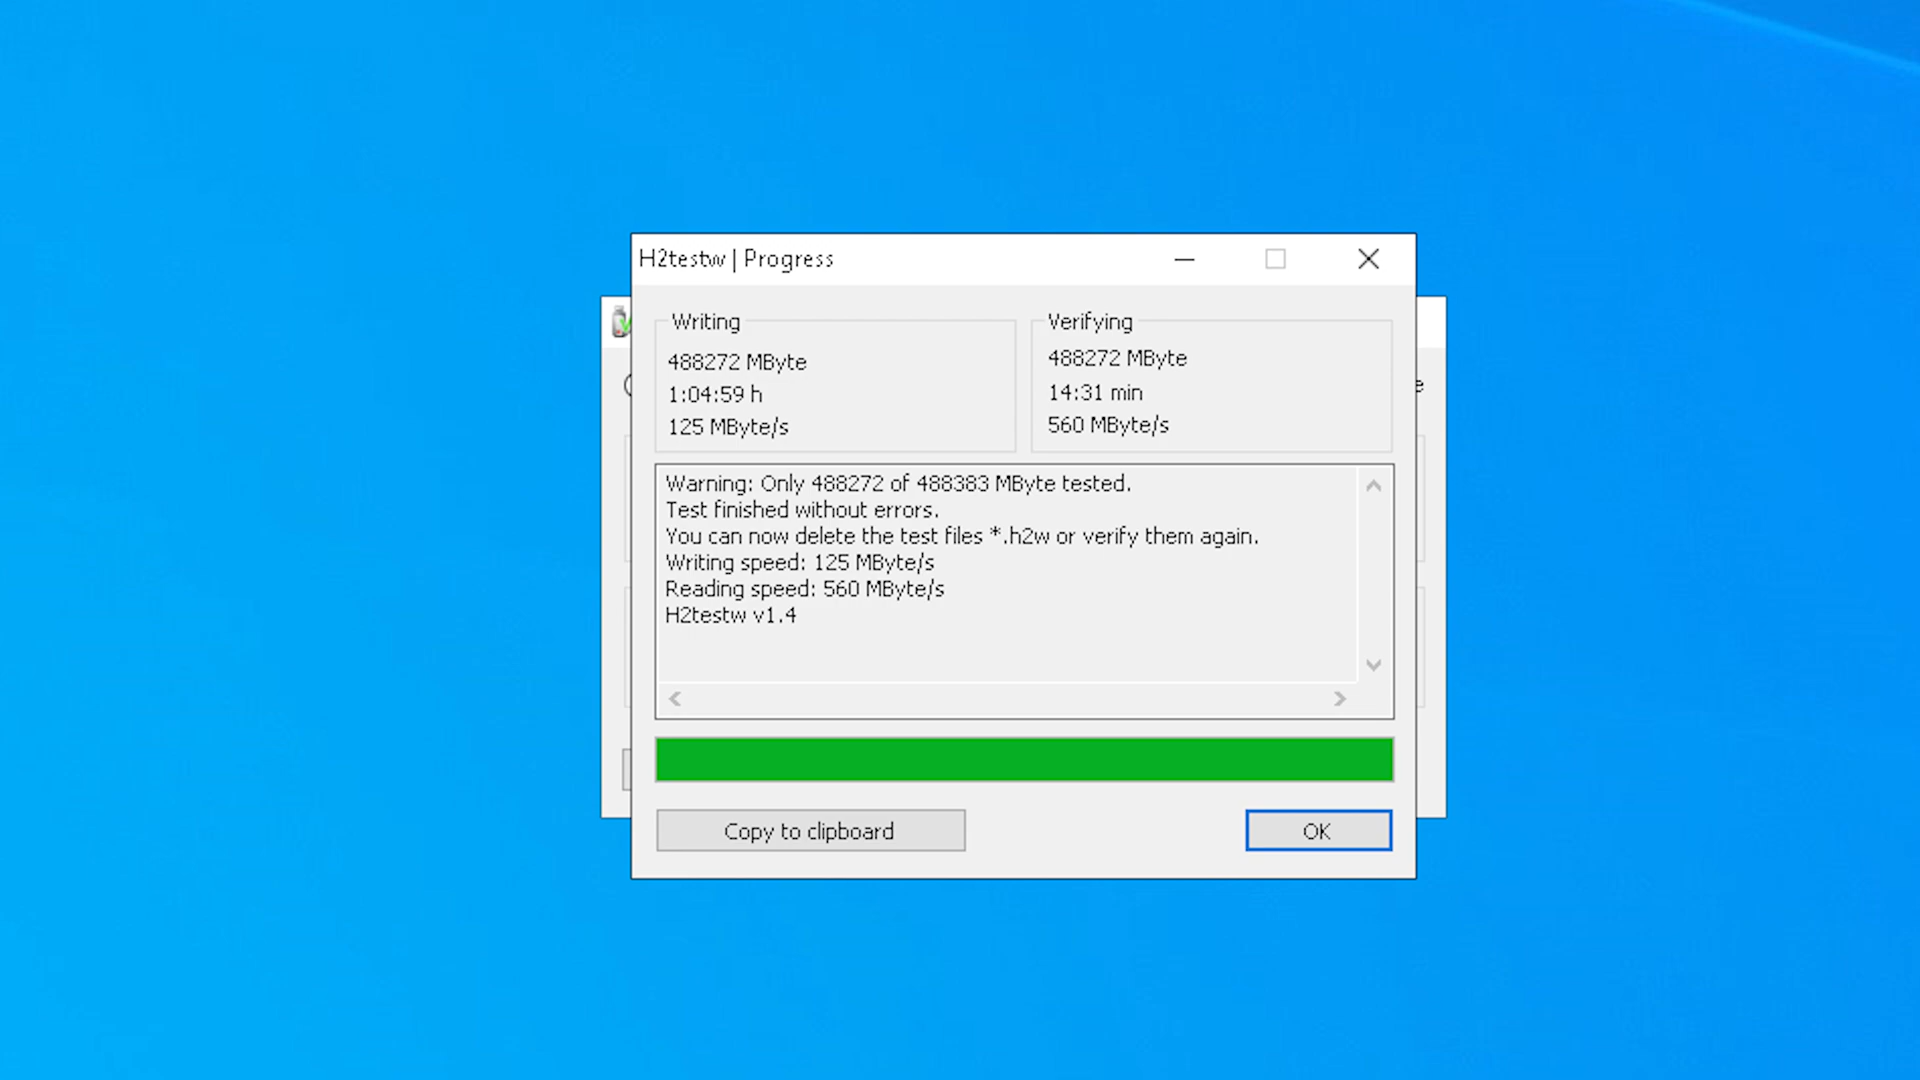 H2testw | Progress
Writing
488272 MByte
1:04:59 h
125 MByte/s
Verifying
488272 MByte
14:31 min
560 MByte/s
e
Warning: Only 488272 of 488383 MByte tested.
Test finished without errors.
You can now delete the test files *.h2w or verify them again.
Writing speed: 125 MByte/s
Reading speed: 560 MByte/s
H2testw v1.4
Copy to clipboard
OK